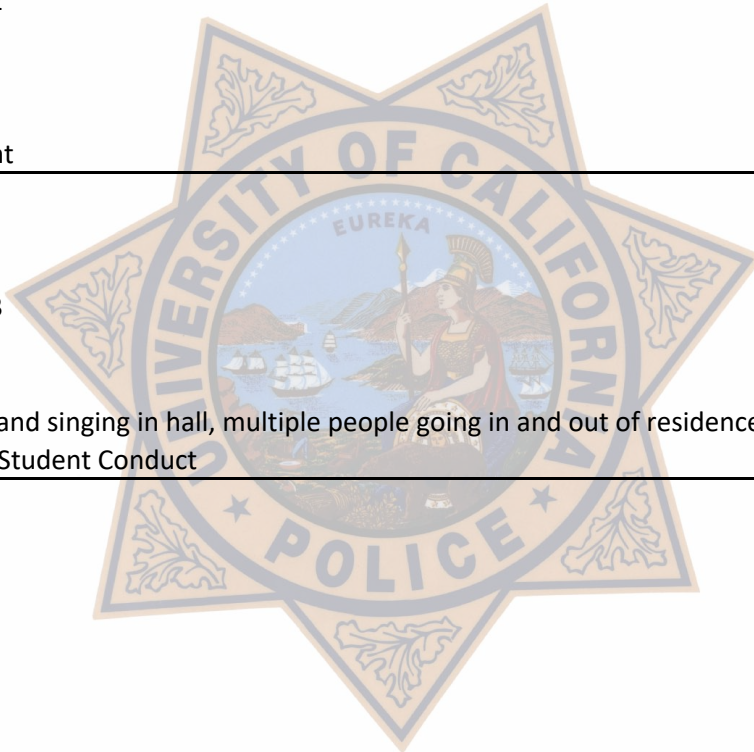 nt
UNIVERSITY OF CALIFORNIA
EUREKA
and singing in hall, multiple people going in and out of residence
Student Conduct
POLICE